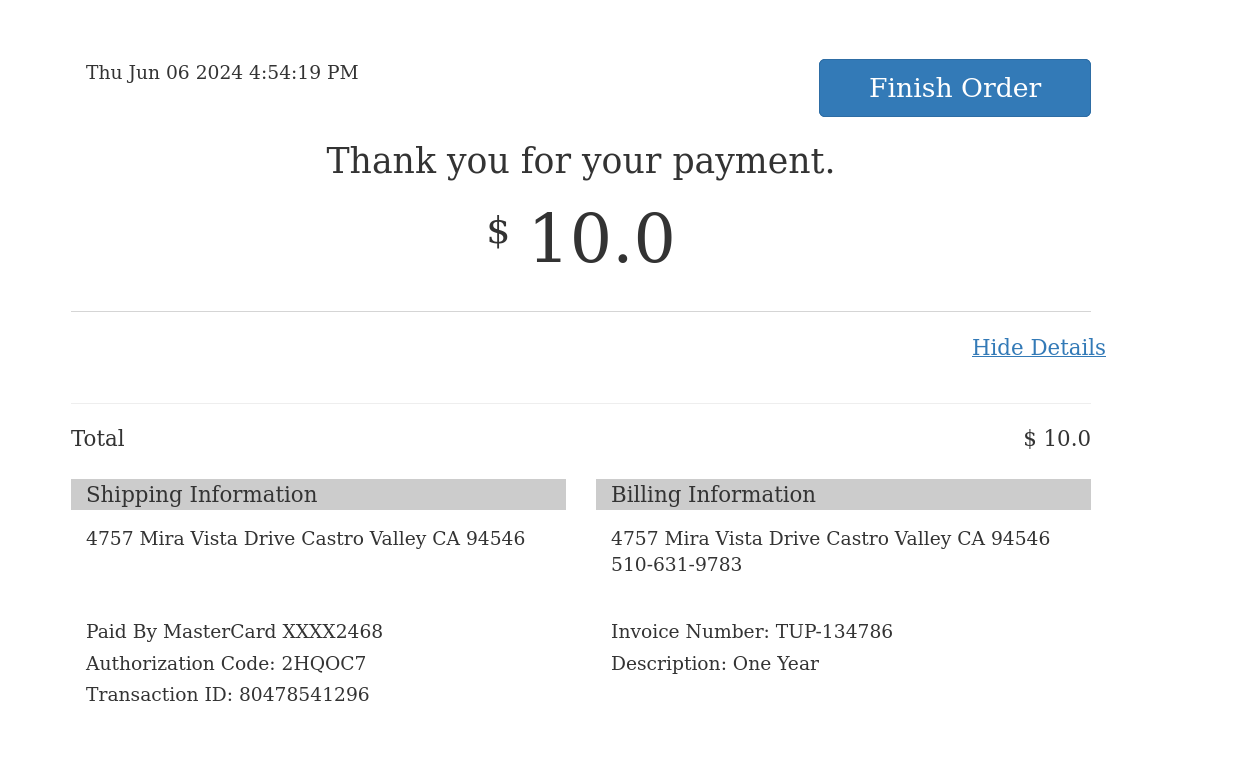 Thu Jun 06 2024 4:54:19 PM
Finish Order
Thank you for your payment.
$ 10.0
Hide Details
Total $ 10.0
Shipping Information
4757 Mira Vista Drive Castro Valley CA 94546
Billing Information
4757 Mira Vista Drive Castro Valley CA 94546
510-631-9783
Paid By MasterCard XXXX2468
Authorization Code: 2HQOC7
Transaction ID: 80478541296
Invoice Number: TUP-134786
Description: One Year